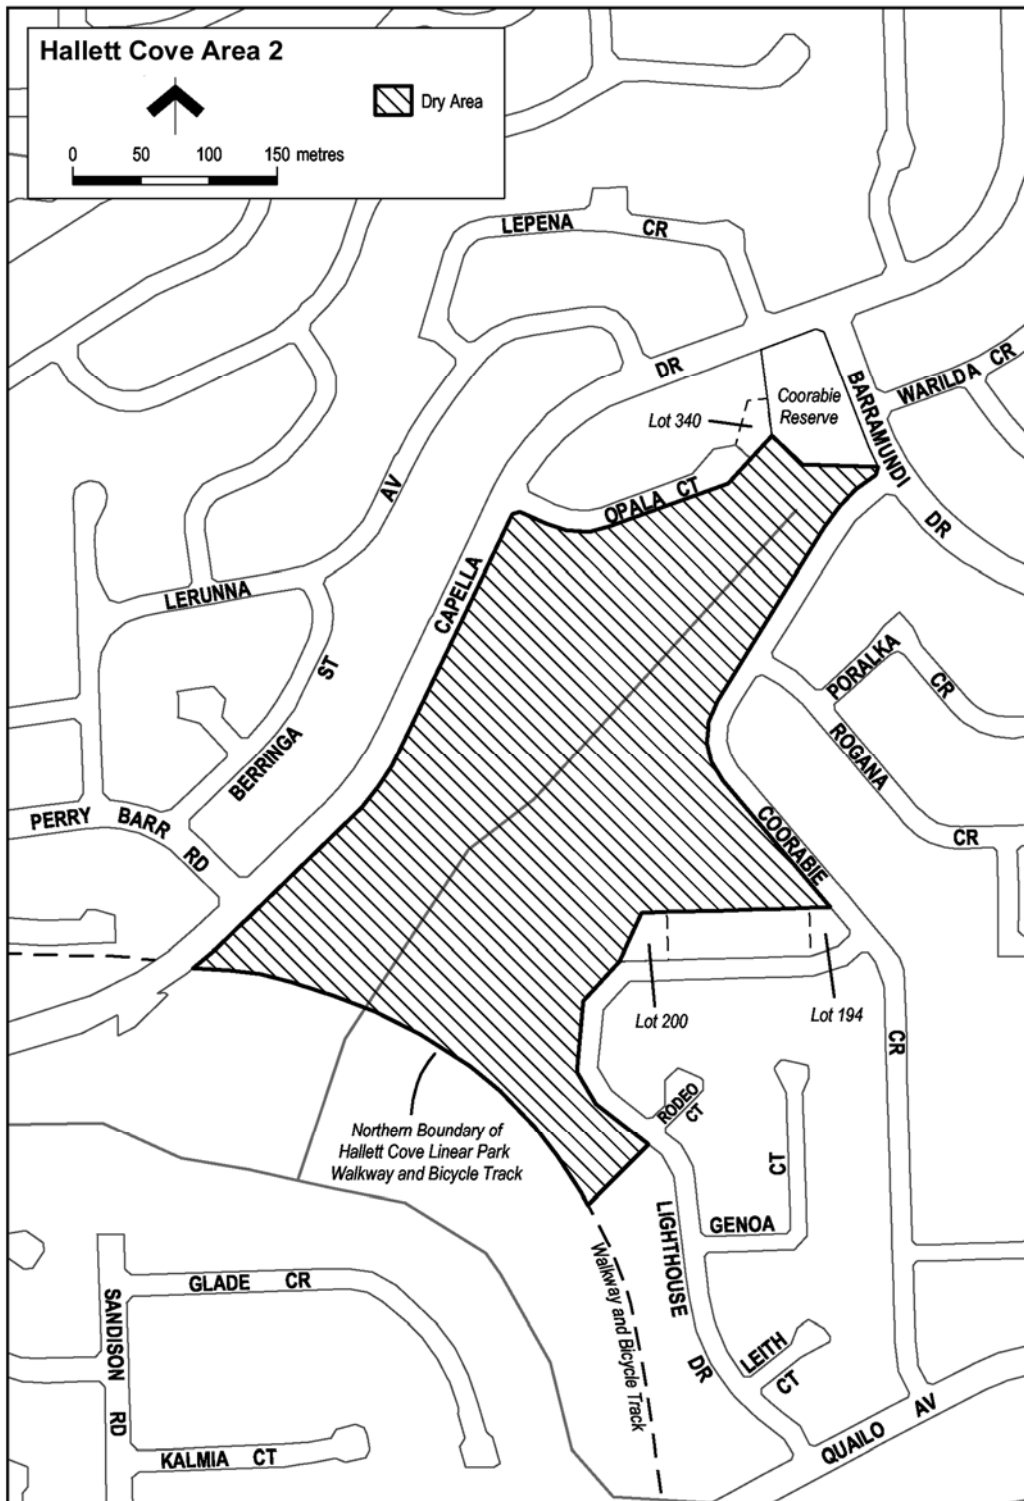 Hallett Cove Area 2
Dry Area
0 50 100 150 metres
LEPENA CR
DR
WARILDA CR
Coorabie
Reserve
BARRAMUNDI
DR
Lot 340
OPALA CT
AV
CAPELLA
LERUNNA
ST
BERRINGA
PERRY BARR RD
PORALKA
CR
ROGANA
CR
COORABIE
CR
Lot 200
Lot 194
RODEO
CT
Northern Boundary of
Hallett Cove Linear Park
Walkway and Bicycle Track
CT
GENOA
LIGHTHOUSE
DR
Walkway and Bicycle Track
GLADE CR
SANDISON
RD
LEITH
CT
QUAILO AV
KALMIA CT